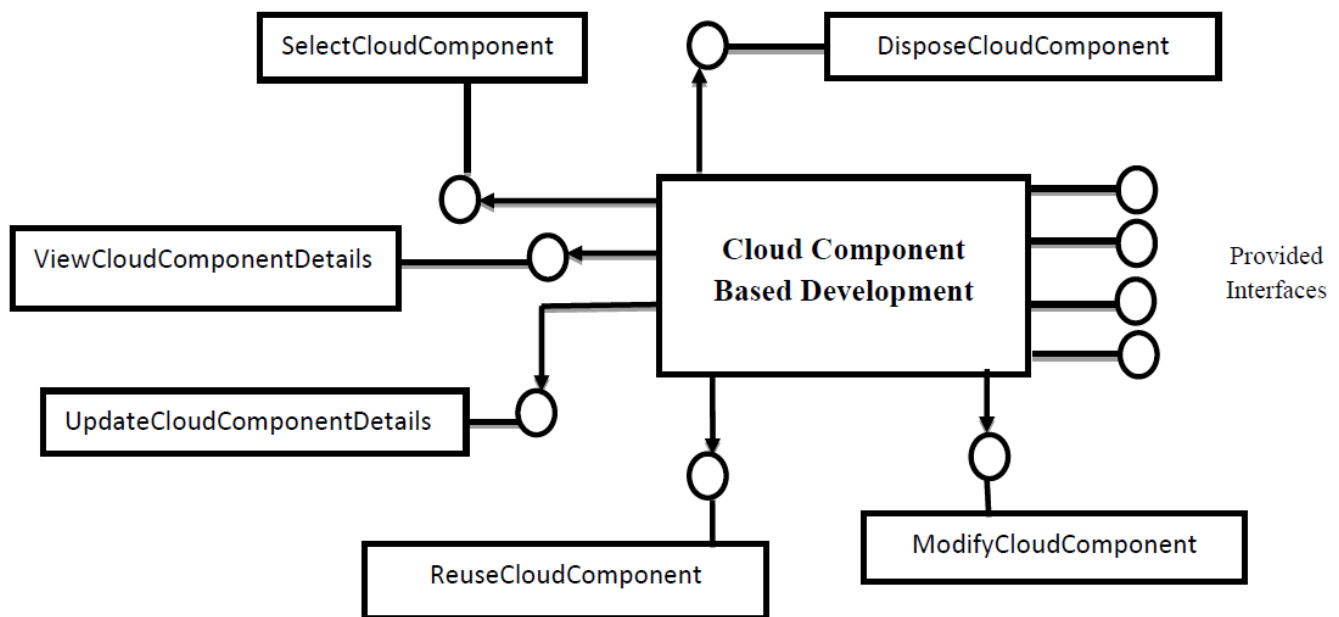 SelectCloudComponent
DisposeCloudComponent
ViewCloudComponentDetails
Cloud Component
Based Development
Provided
Interfaces
UpdateCloudComponentDetails
ModifyCloudComponent
ReuseCloudComponent